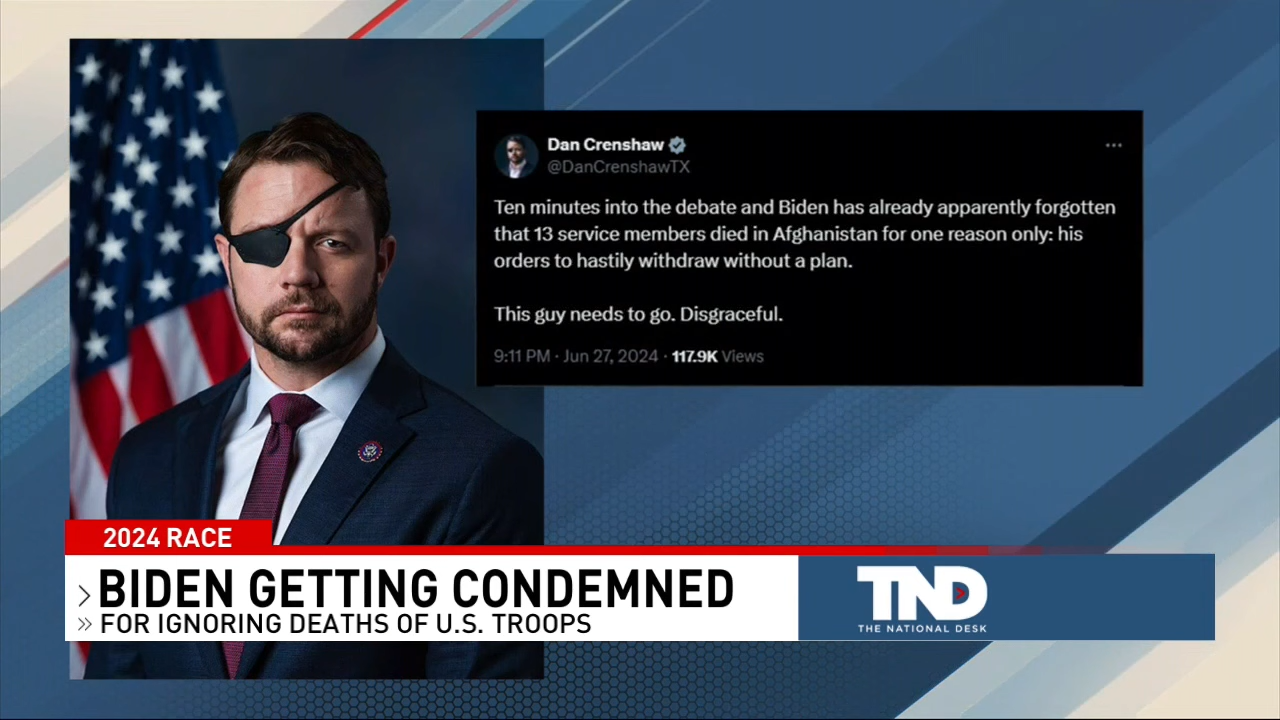 Dan Crenshaw
@DanCrenshawTX
Ten minutes into the debate and Biden has already apparently forgotten
that 13 service members died in Afghanistan for one reason only: his
orders to hastily withdraw without a plan.
This guy needs to go. Disgraceful.
9:11 PM · Jun 27, 2024 · 117.9K Views
2024 RACE
BIDEN GETTING CONDEMNED
FOR IGNORING DEATHS OF U.S. TROOPS
TND
THE NATIONAL DESK